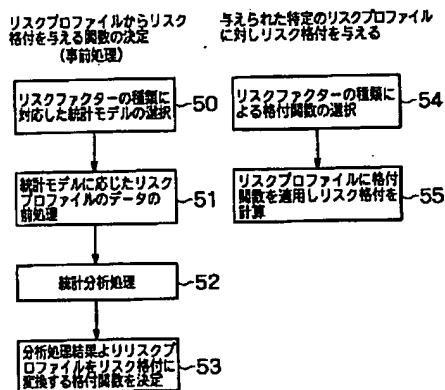 リスクプロファイルからリスク
格付を与える関数の決定
(事前処理)
リスクファクターの種類に
対応した統計モデルの選択
50
統計モデルに応じたリスク
プロファイルのデータの
前処理
51
統計分析処理
52
分析処理結果よりリスクプロ
ファイルをリスク格付に
変換する格付関数を決定
53
与えられた特定のリスクプロファイル
に対しリスク格付を与える
リスクファクターの種類に
よる格付関数の選択
54
リスクプロファイルに格付
関数を適用しリスク格付を
計算
55